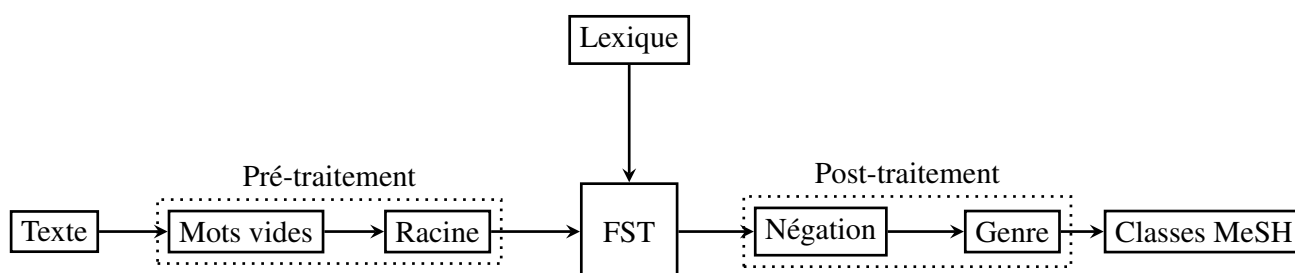 Lexique
Pré-traitement
Post-traitement
Texte
Mots vides
Racine
FST
Négation
Genre
Classes MeSH